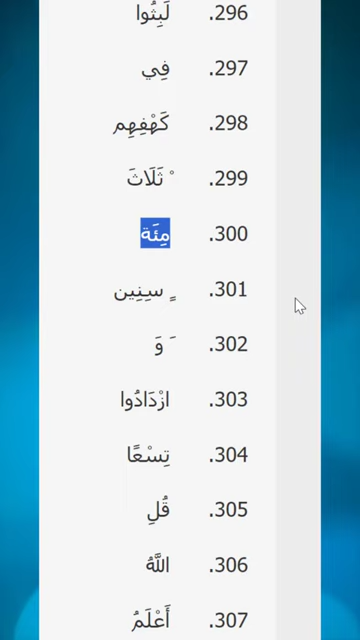 296. لَبِثُوا
297. فِي
298. كَهْفِهِم
299. ْ ثَلَاثَ
300. مِئَة
301. ٍ سِنِين
302. َ وَ
303. ازْدَادُوا
304. تِسْعًا
305. قُلِ
306. اللَّهُ
307. أَعْلَمُ